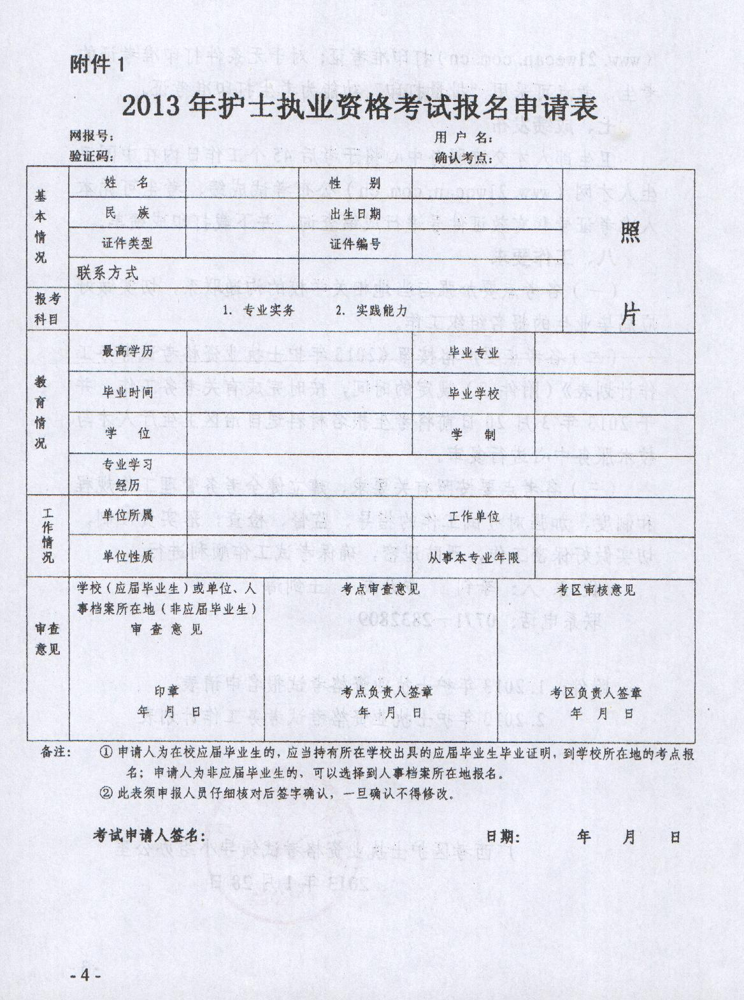 附件1
2013年护士执业资格考试报名申请表
网报号：
用户名：
验证码：
确认考点：
基本情况
姓名
性别
照片
民族
出生日期
证件类型
证件编号
联系方式
报考科目
1. 专业实务 2. 实践能力
教育情况
最高学历
毕业专业
毕业时间
毕业学校
学位
学制
专业学习
经历
工作情况
单位所属
工作单位
单位性质
从事本专业年限
审查意见
学校（应届毕业生）或单位、人
事档案所在地（非应届毕业生）
审查意见
印章
年 月 日
考点审查意见
考点负责人签章
年 月 日
考区审核意见
考区负责人签章
年 月 日
备注： ①申请人为在校应届毕业生的，应当持有所在学校出具的应届毕业生毕业证明，到学校所在地的考点报
名；申请人为非应届毕业生的、可以选择到人事档案所在地报名。
②此表须申报人员仔细核对后签字确认，一旦确认不得修改。
考试申请人签名： 日期： 年 月 日
-4-